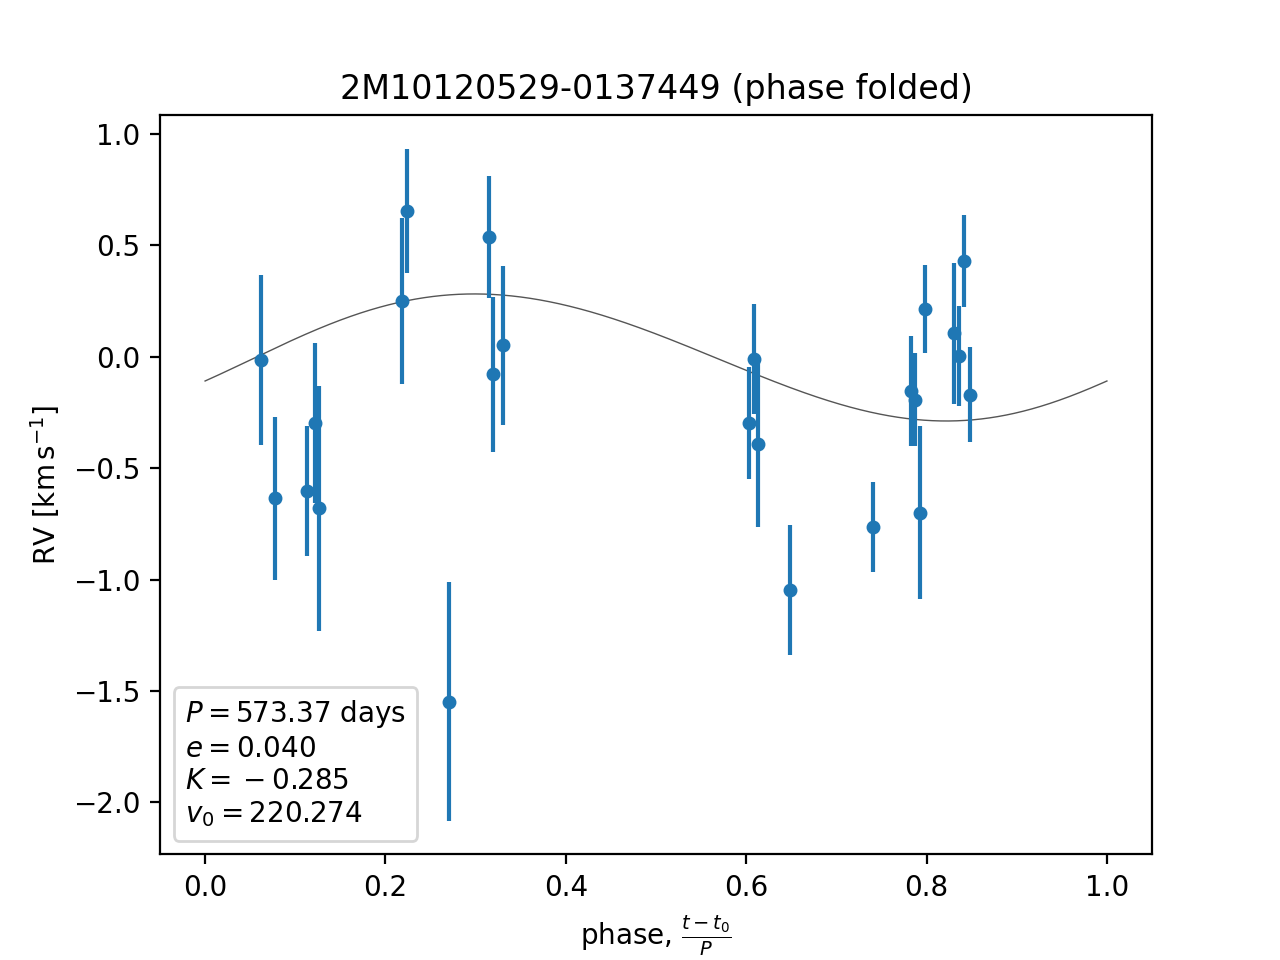 2M10120529-0137449 (phase folded)
RV [km s⁻¹]
1.0
0.5
0.0
−0.5
−1.0
−1.5
−2.0
P = 573.37 days
e = 0.040
K = −0.285
v₀ = 220.274
0.0 0.2 0.4 0.6 0.8 1.0
phase, (t − t₀)/P